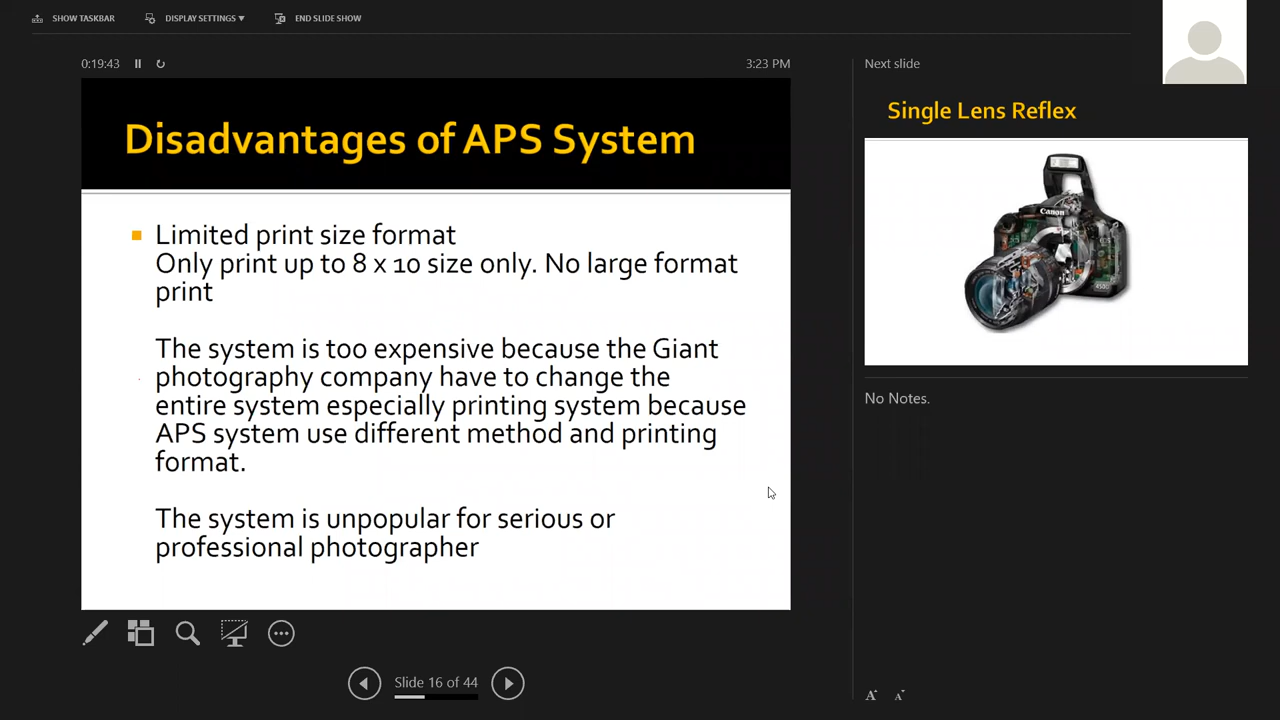 SHOW TASKBAR
DISPLAY SETTINGS ▼
END SLIDE SHOW
0:19:43
3:23 PM
Disadvantages of APS System
Limited print size format
Only print up to 8 x 10 size only. No large format
print
The system is too expensive because the Giant
photography company have to change the
entire system especially printing system because
APS system use different method and printing
format.
The system is unpopular for serious or
professional photographer
Slide 16 of 44
Next slide
Single Lens Reflex
Canon
450D
No Notes.
A A